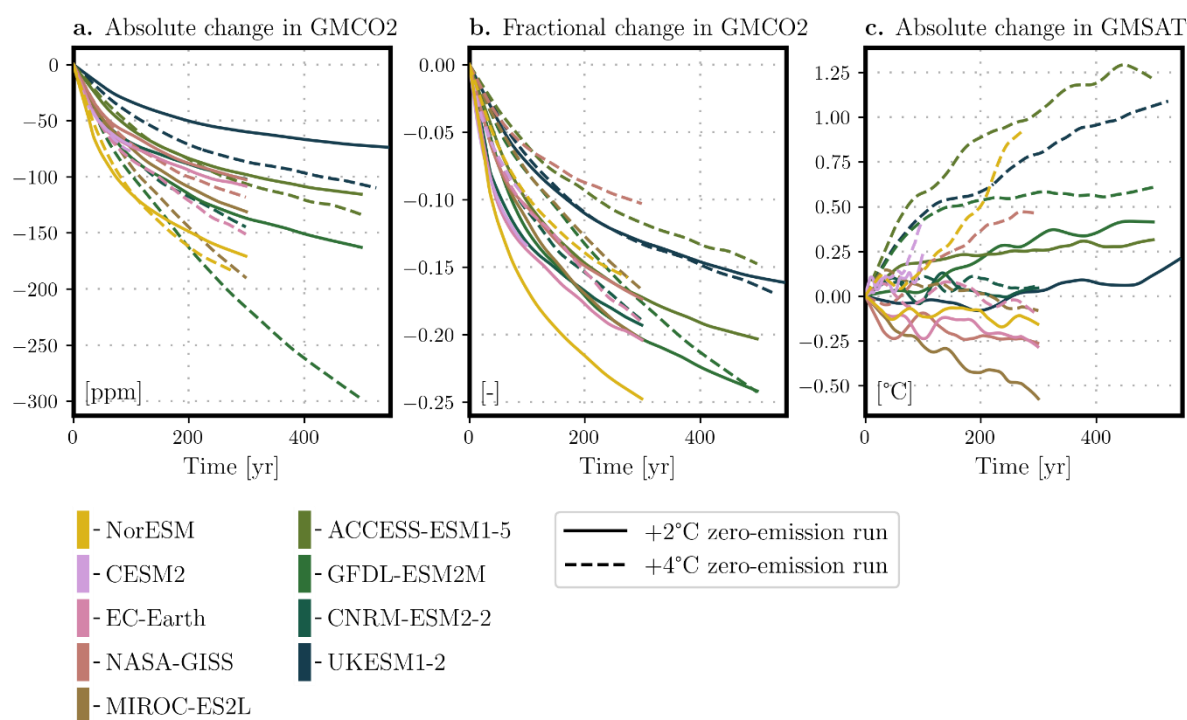 a. Absolute change in GMCO2
0
−50
−100
−150
−200
−250
−300
[ppm]
0
200
400
Time [yr]
b. Fractional change in GMCO2
0.00
−0.05
−0.10
−0.15
−0.20
−0.25
[-]
0
200
400
Time [yr]
c. Absolute change in GMSAT
1.25
1.00
0.75
0.50
0.25
0.00
−0.25
−0.50
[°C]
0
200
400
Time [yr]
- NorESM
- CESM2
- EC-Earth
- NASA-GISS
- MIROC-ES2L
- ACCESS-ESM1-5
- GFDL-ESM2M
- CNRM-ESM2-2
- UKESM1-2
+2°C zero-emission run
+4°C zero-emission run